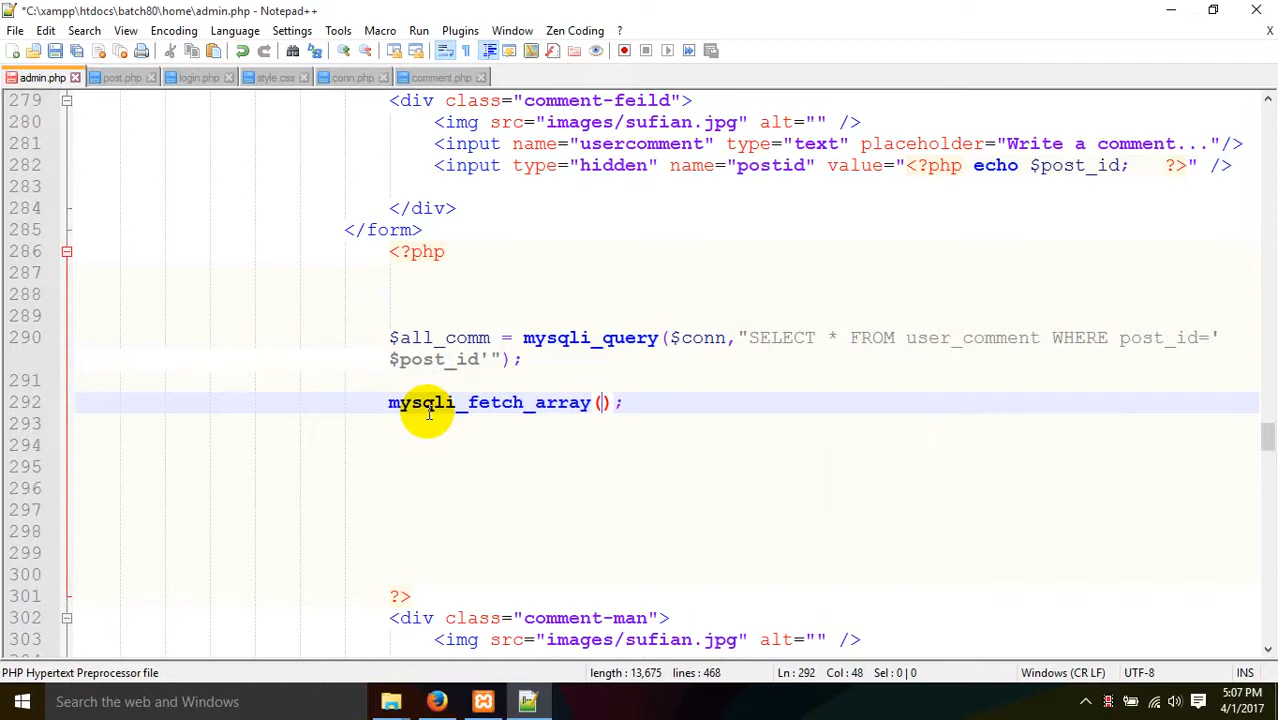 *C:\xampp\htdocs\batch80\home\admin.php - Notepad++
File Edit Search View Encoding Language Settings Tools Macro Run Plugins Window Zen Coding ? X
admin.php post.php login.php style.css conn.php comment.php
279 <div class="comment-feild">
280 <img src="images/sufian.jpg" alt="" />
281 <input name="usercomment" type="text" placeholder="Write a comment..."/>
282 <input type="hidden" name="postid" value="<?php echo $post_id; ?>" />
283
284 </div>
285 </form>
286 <?php
287
288
289
290 $all_comm = mysqli_query($conn,"SELECT * FROM user_comment WHERE post_id='
$post_id'");
291
292 mysqli_fetch_array();
293
294
295
296
297
298
299
300
301 ?>
302 <div class="comment-man">
303 <img src="images/sufian.jpg" alt="" />
PHP Hypertext Preprocessor file length : 13,675 lines : 468 Ln : 292 Col : 48 Sel : 0 | 0 Windows (CR LF) UTF-8 INS
Search the web and Windows
5:07 PM
4/1/2017